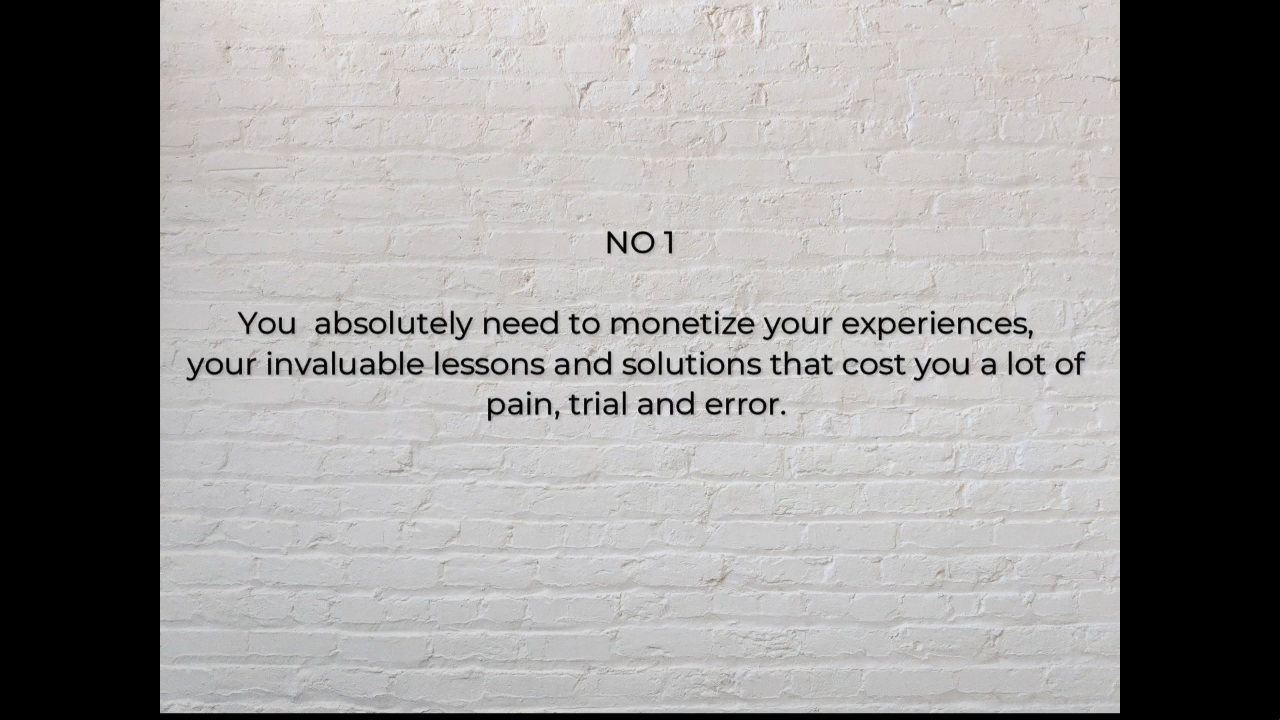 NO 1
You  absolutely need to monetize your experiences,
your invaluable lessons and solutions that cost you a lot of
pain, trial and error.